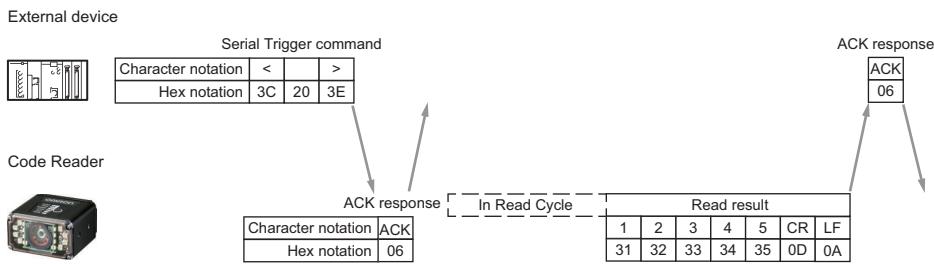 External device
Serial Trigger command
ACK response
Character notation < >
ACK
Hex notation 3C 20 3E
06
Code Reader
ACK response
In Read Cycle
Read result
Character notation ACK
1 2 3 4 5 CR LF
Hex notation 06
31 32 33 34 35 0D 0A